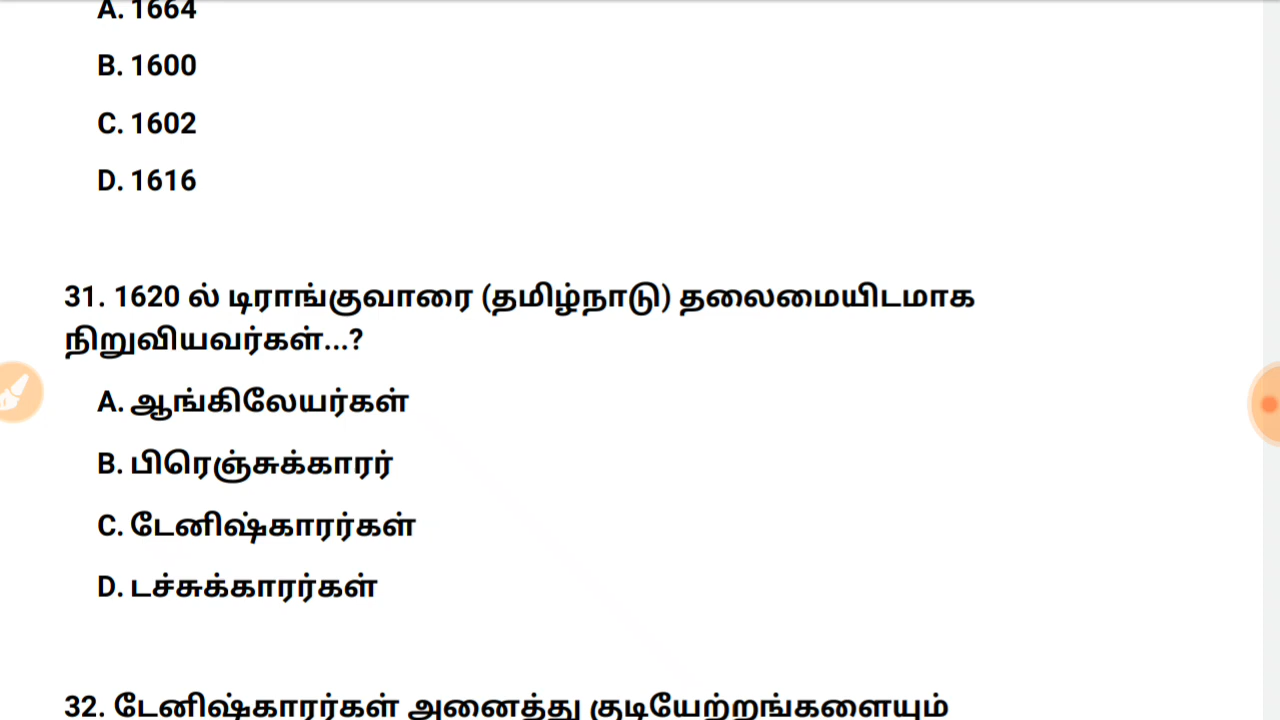 A. 1664
B. 1600
C. 1602
D. 1616
31. 1620 ல் டிராங்குவாரை (தமிழ்நாடு) தலைமையிடமாக
நிறுவியவர்கள்...?
A. ஆங்கிலேயர்கள்
B. பிரெஞ்சுக்காரர்
C. டேனிஷ்காரர்கள்
D. டச்சுக்காரர்கள்
32. டேனிஷ்காரர்கள் அனைத்து குடியேற்றங்களையும்